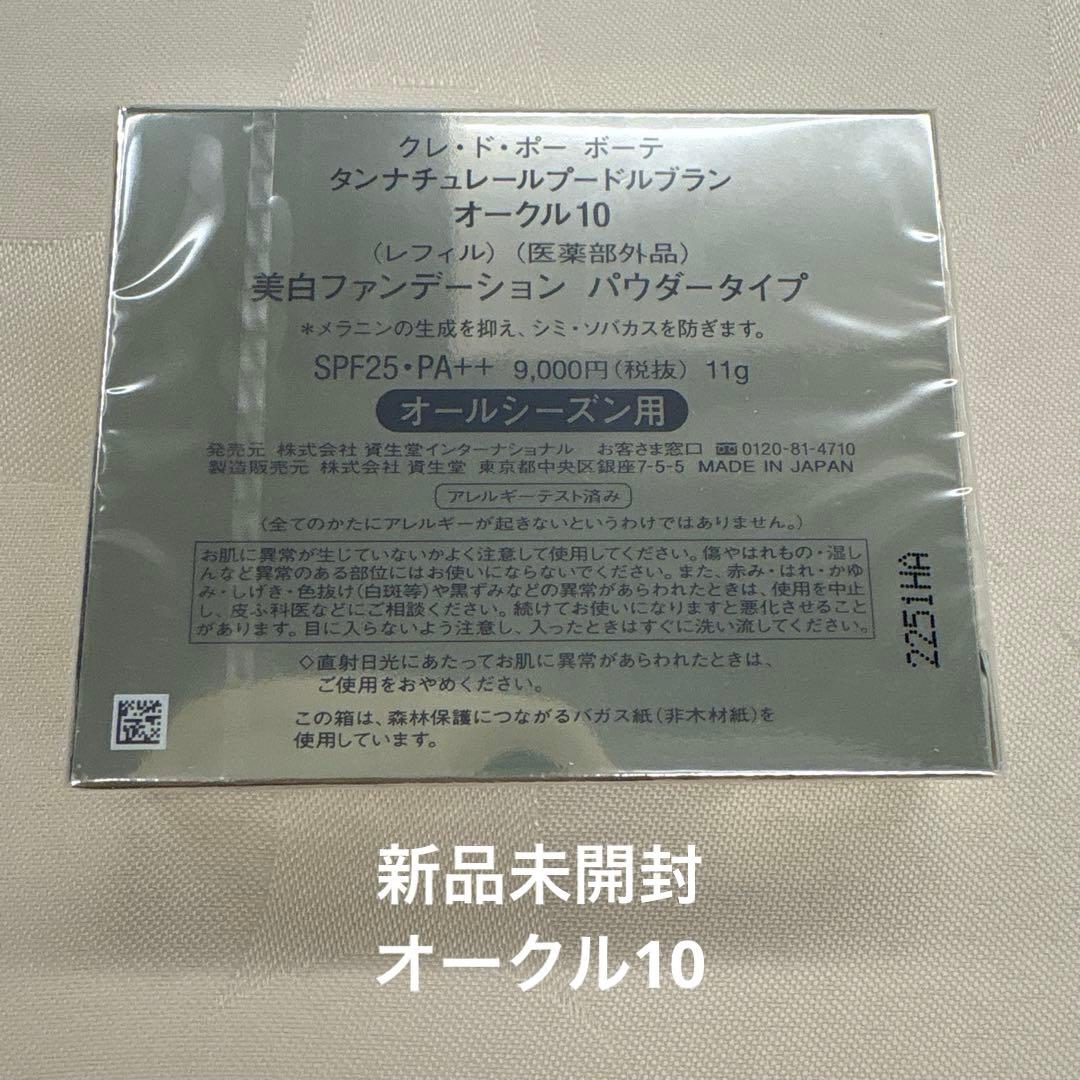 クレ・ド・ポー ボーテ
タンナチュレールプードルブラン
オークル10
（レフィル）（医薬部外品）
美白ファンデーション パウダータイプ
＊メラニンの生成を抑え、シミ・ソバカスを防ぎます。
SPF25・PA++ 9,000円（税抜） 11g
オールシーズン用
発売元 株式会社 資生堂インターナショナル お客さま窓口 0120-81-4710
製造販売元 株式会社 資生堂 東京都中央区銀座7-5-5 MADE IN JAPAN
アレルギーテスト済み
（全てのかたにアレルギーが起きないというわけではありません。）
お肌に異常が生じていないかよく注意して使用してください。傷やはれもの・湿し
んなど異常のある部位にはお使いにならないでください。また、赤み・はれ・かゆ
み・しげき・色抜け（白斑等）や黒ずみなどの異常があらわれたときは、使用を中止
し、皮ふ科医などにご相談ください。続けてお使いになりますと悪化させること
があります。目に入らないよう注意し、入ったときはすぐに洗い流してください。
◇直射日光にあたってお肌に異常があらわれたときは、
ご使用をおやめください。
この箱は、森林保護につながるバガス紙（非木材紙）を
使用しています。
2251HA
新品未開封
オークル10